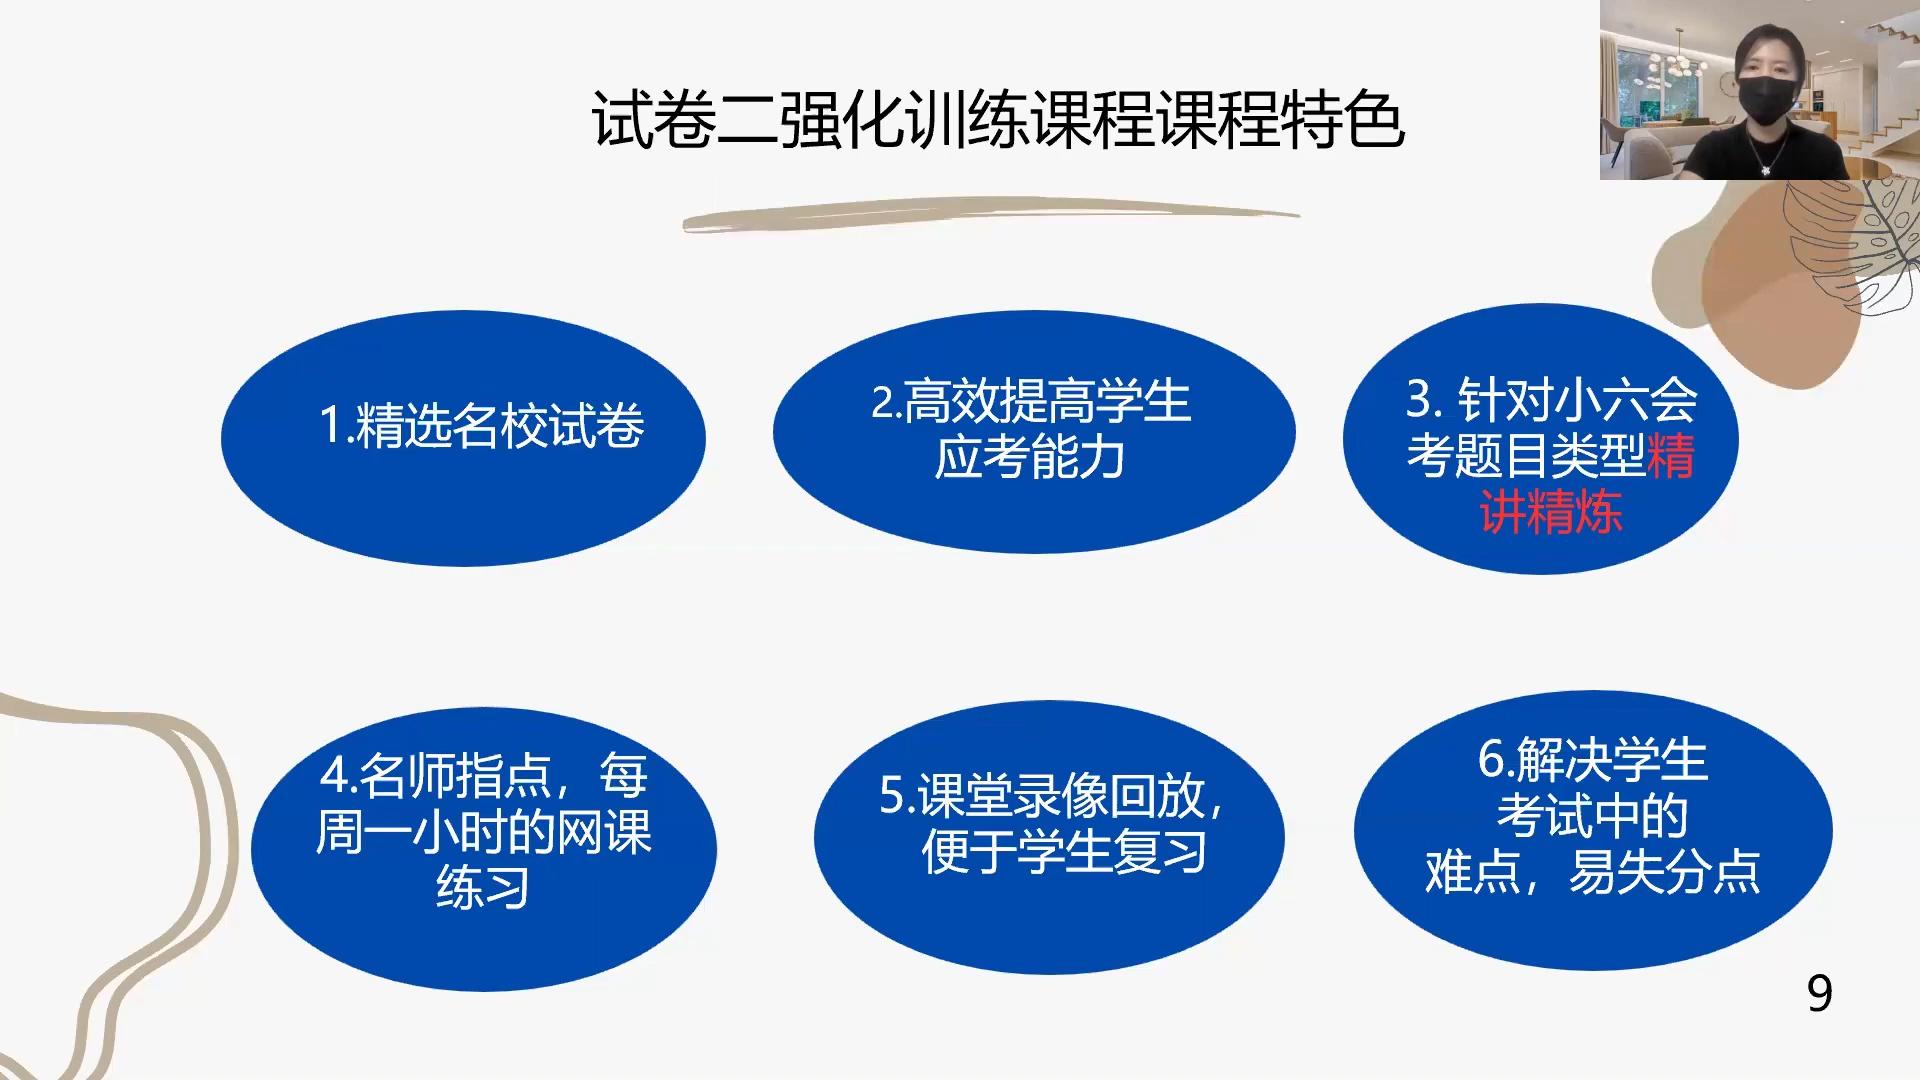 试卷二强化训练课程课程特色
1.精选名校试卷
2.高效提高学生
应考能力
3. 针对小六会
考题目类型精
讲精炼
4.名师指点，每
周一小时的网课
练习
5.课堂录像回放，
便于学生复习
6.解决学生
考试中的
难点，易失分点
9